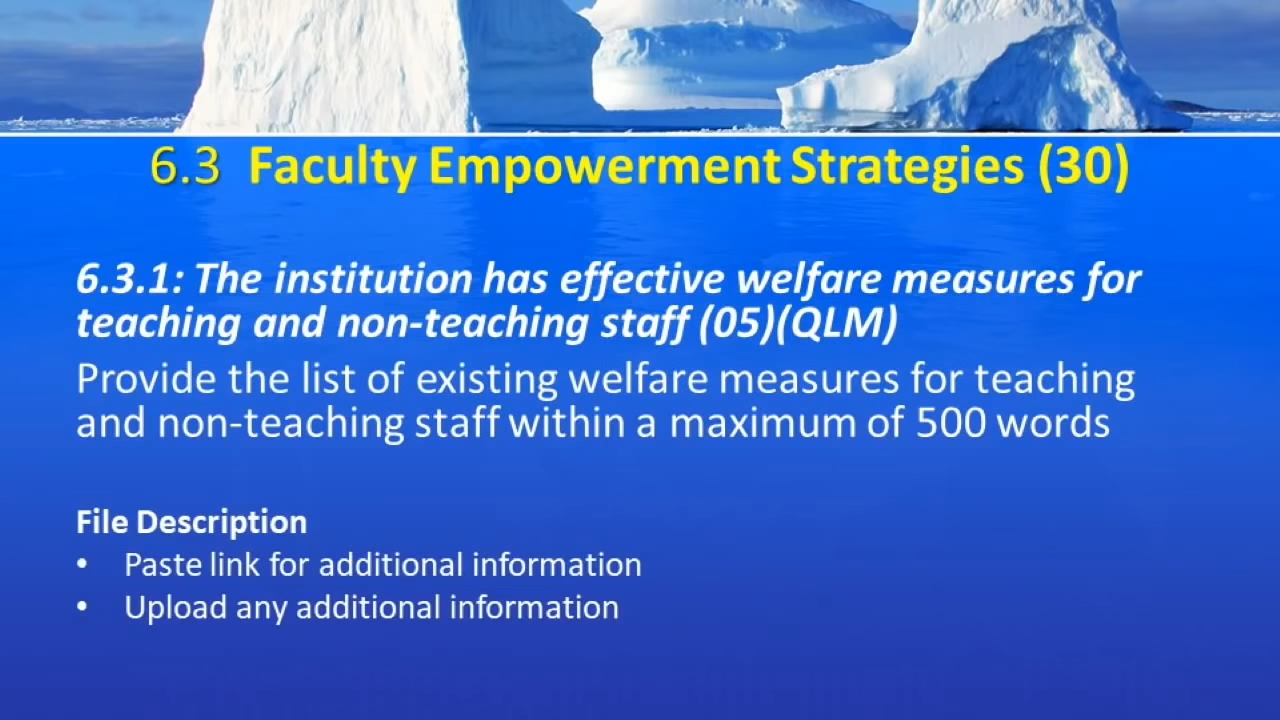 6.3 Faculty Empowerment Strategies (30)
6.3.1: The institution has effective welfare measures for
teaching and non-teaching staff (05)(QLM)
Provide the list of existing welfare measures for teaching
and non-teaching staff within a maximum of 500 words
File Description
• Paste link for additional information
• Upload any additional information